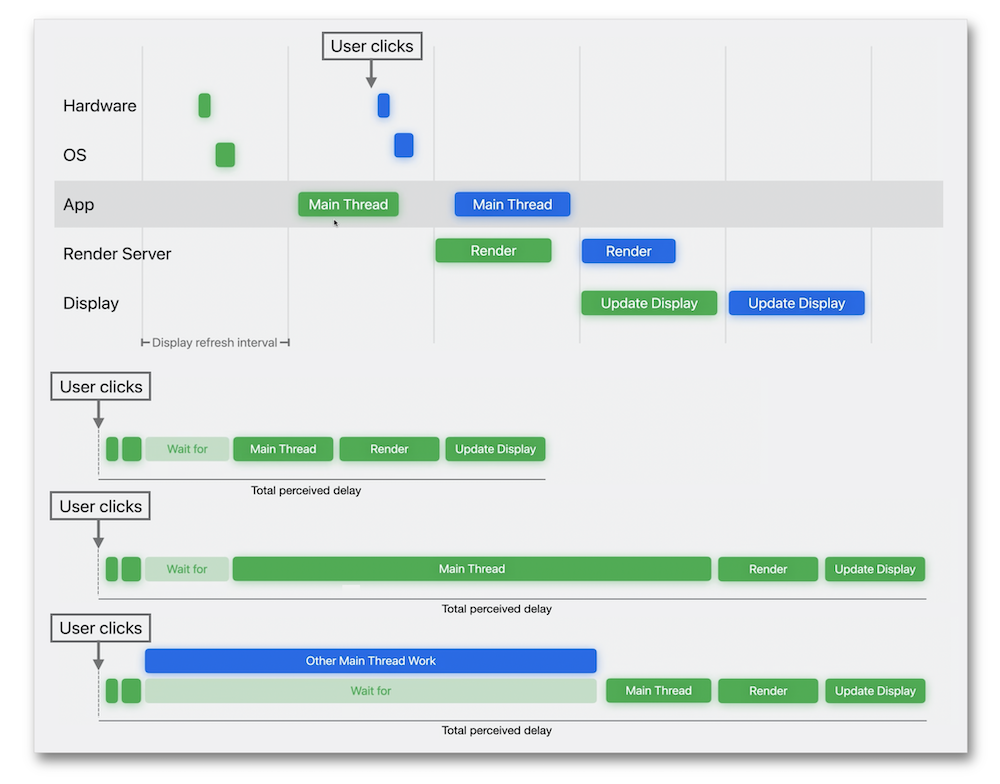 User clicks
Hardware
OS
App
Main Thread
Main Thread
Render Server
Render
Render
Display
Update Display
Update Display
Display refresh interval
User clicks
Wait for
Main Thread
Render
Update Display
Total perceived delay
User clicks
Wait for
Main Thread
Render
Update Display
Total perceived delay
User clicks
Other Main Thread Work
Wait for
Main Thread
Render
Update Display
Total perceived delay